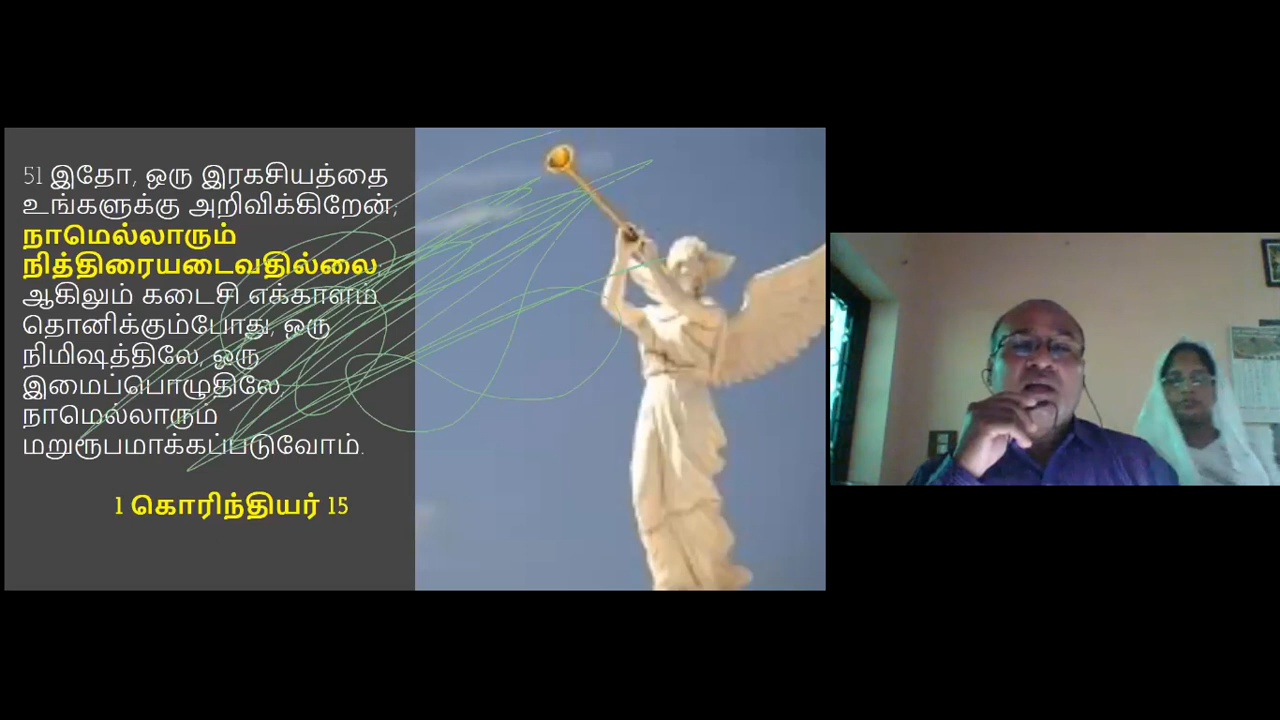 51 இதோ, ஒரு இரகசியத்தை
உங்களுக்கு அறிவிக்கிறேன்;
நாமெல்லாரும்
நித்திரையடைவதில்லை;
ஆகிலும் கடைசி எக்காளம்
தொனிக்கும்போது, ஒரு
நிமிஷத்திலே, ஒரு
இமைப்பொழுதிலே,
நாமெல்லாரும்
மறுரூபமாக்கப்படுவோம்.
1 கொரிந்தியர் 15